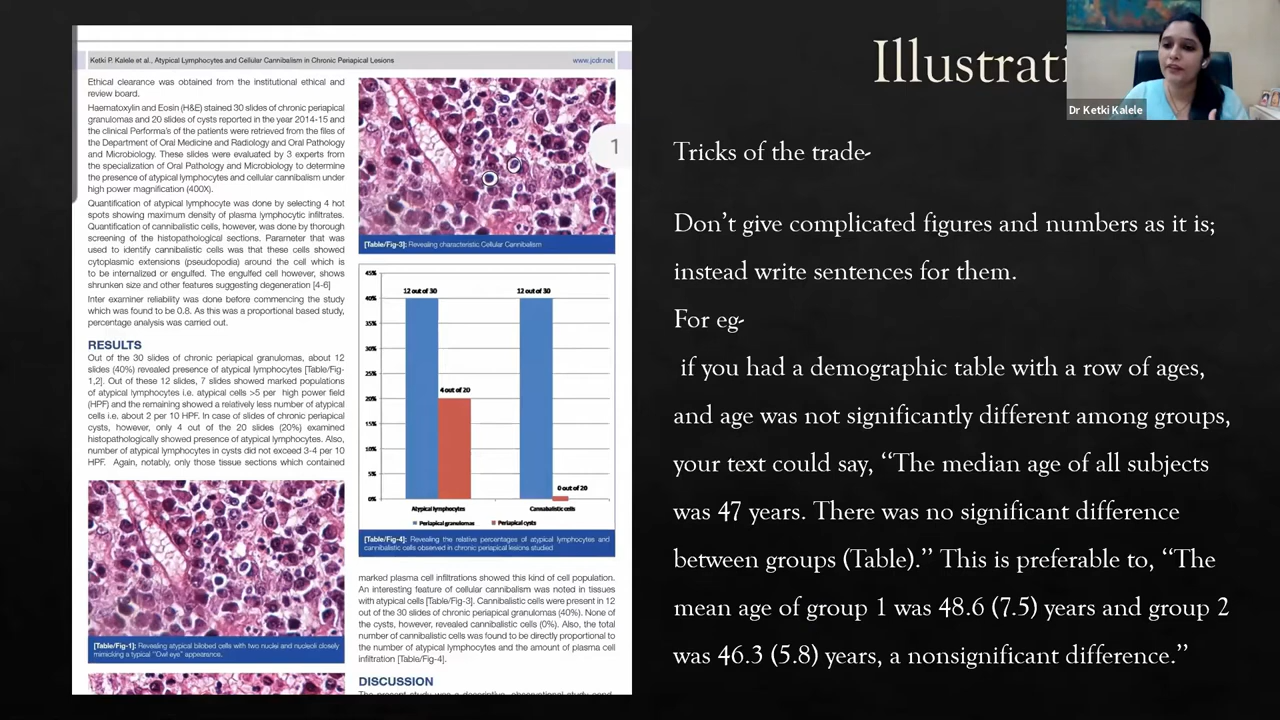 Ketki P. Kalele et al., Atypical Lymphocytes and Cellular Cannibalism in Chronic Periapical Lesions
www.jcdr.net
Ethical clearance was obtained from the institutional ethical and
review board.
Haematoxylin and Eosin (H&E) stained 30 slides of chronic periapical
granulomas and 20 slides of cysts reported in the year 2014-15 and
the clinical Performa's of the patients were retrieved from the files of
the Department of Oral Medicine and Radiology and Oral Pathology
and Microbiology. These slides were evaluated by 3 experts from
the specialization of Oral Pathology and Microbiology to determine
the presence of atypical lymphocytes and cellular cannibalism under
high power magnification (400X).
Quantification of atypical lymphocyte was done by selecting 4 hot
spots showing maximum density of plasma lymphocytic infiltrates.
Quantification of cannibalistic cells, however, was done by thorough
screening of the histopathological sections. Parameter that was
used to identify cannibalistic cells was that these cells showed
cytoplasmic extensions (pseudopodia) around the cell which is
to be internalized or engulfed. The engulfed cell however, shows
shrunken size and other features suggesting degeneration [4-6]
Inter examiner reliability was done before commencing the study
which was found to be 0.8. As this was a proportional based study,
percentage analysis was carried out.
RESULTS
Out of the 30 slides of chronic periapical granulomas, about 12
slides (40%) revealed presence of atypical lymphocytes [Table/Fig-
1,2]. Out of these 12 slides, 7 slides showed marked populations
of atypical lymphocytes i.e. atypical cells >5 per high power field
(HPF) and the remaining showed a relatively less number of atypical
cells i.e. about 2 per 10 HPF. In case of slides of chronic periapical
cysts, however, only 4 out of the 20 slides (20%) examined
histopathologically showed presence of atypical lymphocytes. Also,
number of atypical lymphocytes in cysts did not exceed 3-4 per 10
HPF. Again, notably, only those tissue sections which contained
[Table/Fig-1]: Revealing atypical bilobed cells with two nuclei and nucleoli closely
mimicking a typical "Owl eye" appearance.
1
[Table/Fig-3]: Revealing characteristic Cellular Cannibalism
45%
40%
35%
30%
25%
20%
15%
10%
5%
0%
12 out of 30
4 out of 20
12 out of 30
0 out of 20
Atypical lymphocytes
Cannabalistic cells
Periapical granulomas
Periapical cysts
[Table/Fig-4]: Revealing the relative percentages of atypical lymphocytes and
cannibalistic cells observed in chronic periapical lesions studied
marked plasma cell infiltrations showed this kind of cell population.
An interesting feature of cellular cannibalism was noted in tissues
with atypical cells [Table/Fig-3]. Cannibalistic cells were present in 12
out of the 30 slides of chronic periapical granulomas (40%). None of
the cysts, however, revealed cannibalistic cells (0%). Also, the total
number of cannibalistic cells was found to be directly proportional to
the number of atypical lymphocytes and the amount of plasma cell
infiltration [Table/Fig-4].
DISCUSSION
Illustrati
Dr Ketki Kalele
Tricks of the trade-
Don't give complicated figures and numbers as it is;
instead write sentences for them.
For eg-
if you had a demographic table with a row of ages,
and age was not significantly different among groups,
your text could say, "The median age of all subjects
was 47 years. There was no significant difference
between groups (Table)." This is preferable to, "The
mean age of group 1 was 48.6 (7.5) years and group 2
was 46.3 (5.8) years, a nonsignificant difference."